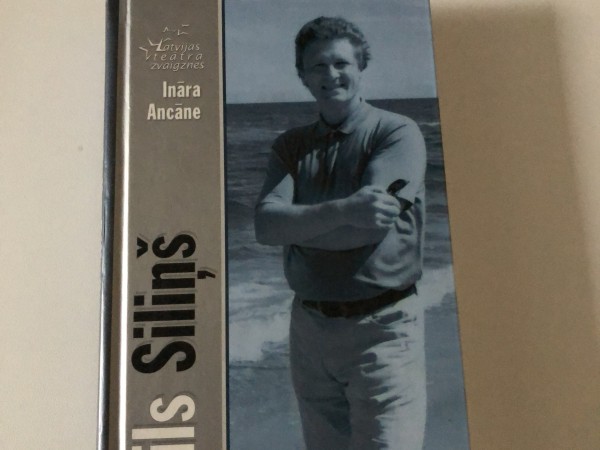 Latvijas
teātra
zvaigznes
Ināra
Ancāne
ils Siliņš